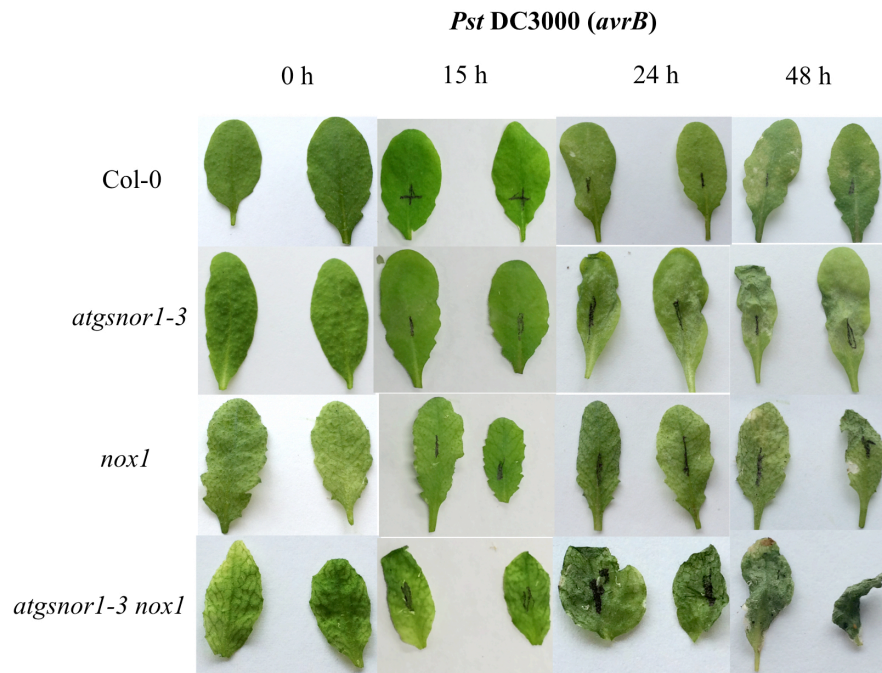 Pst DC3000 (avrB)
0 h 15 h 24 h 48 h
Col-0
atgsnor1-3
nox1
atgsnor1-3 nox1